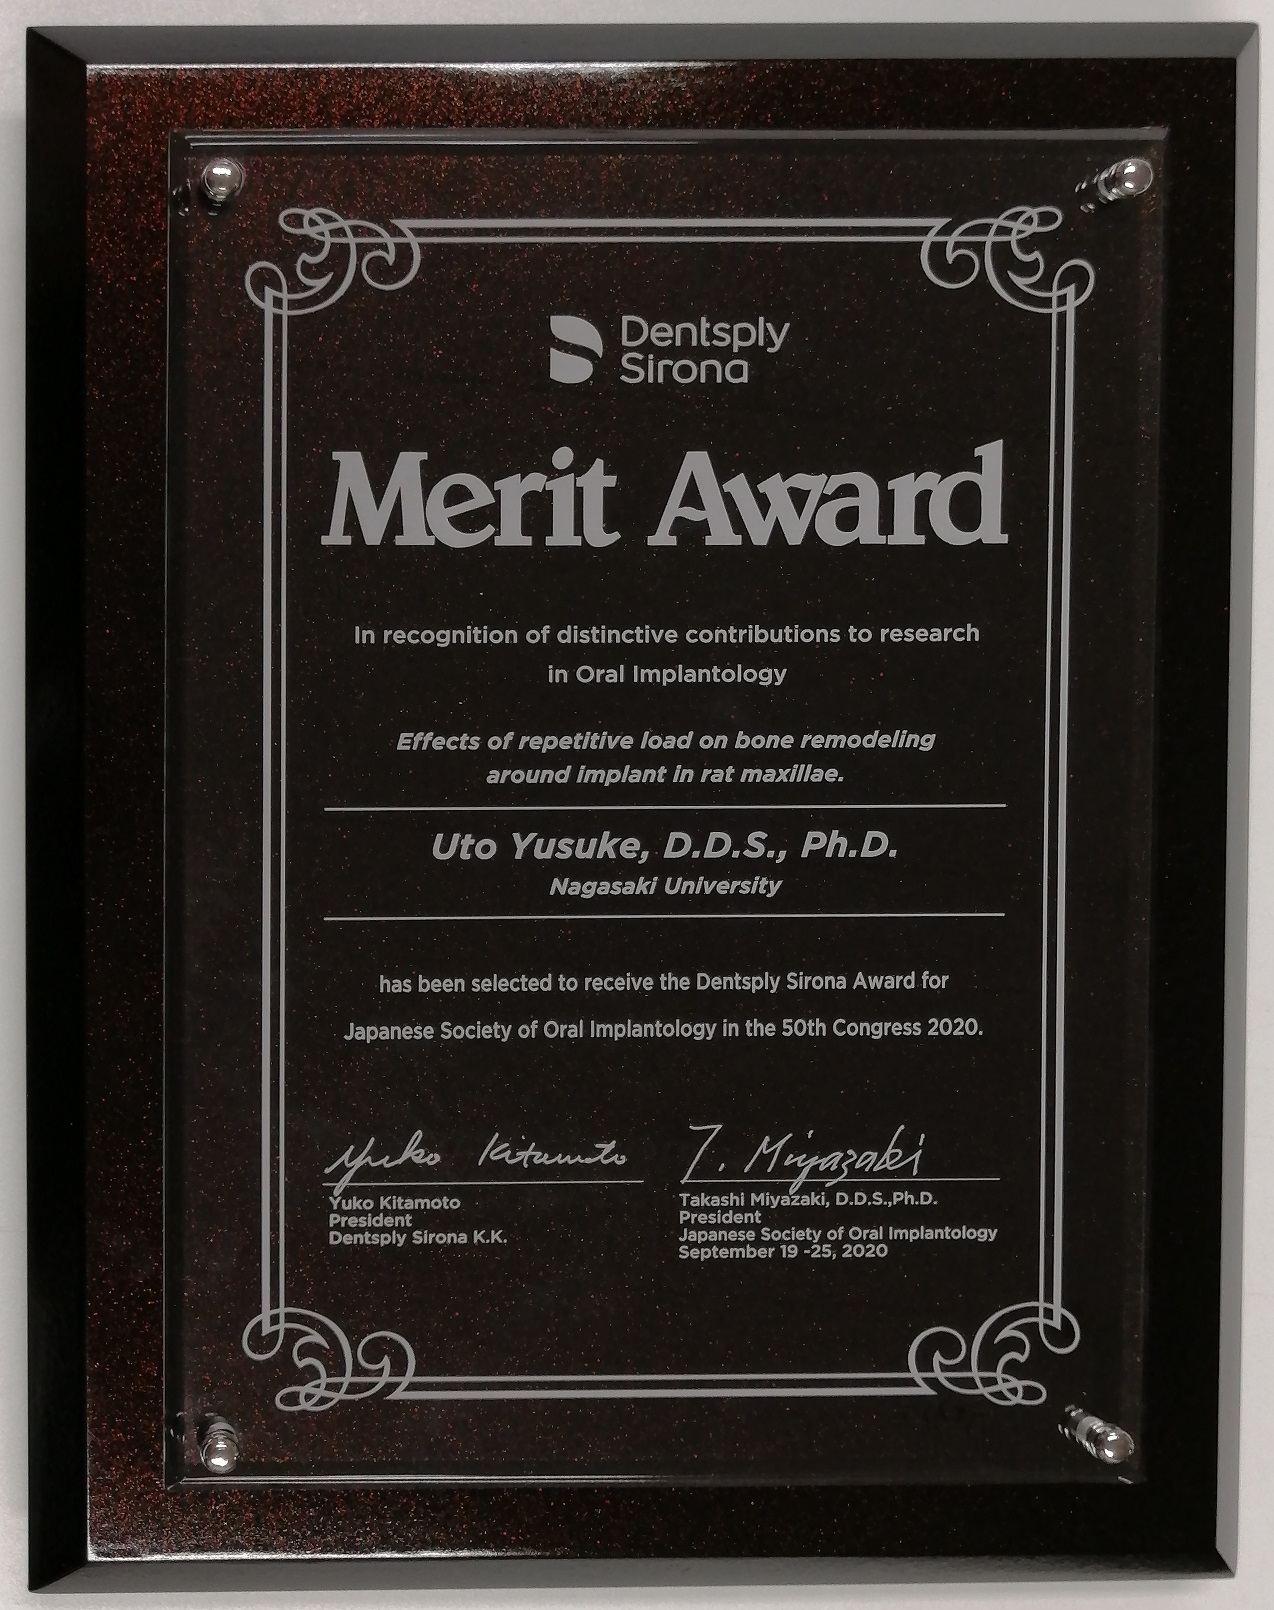 Dentsply
Sirona
Merit Award
In recognition of distinctive contributions to research
in Oral Implantology
Effects of repetitive load on bone remodeling
around implant in rat maxillae.
Uto Yusuke, D.D.S., Ph.D.
Nagasaki University
has been selected to receive the Dentsply Sirona Award for
Japanese Society of Oral Implantology in the 50th Congress 2020.
Yuko Kitamoto
T. Miyazaki
Yuko Kitamoto
President
Dentsply Sirona K.K.
Takashi Miyazaki, D.D.S.,Ph.D.
President
Japanese Society of Oral Implantology
September 19 -25, 2020